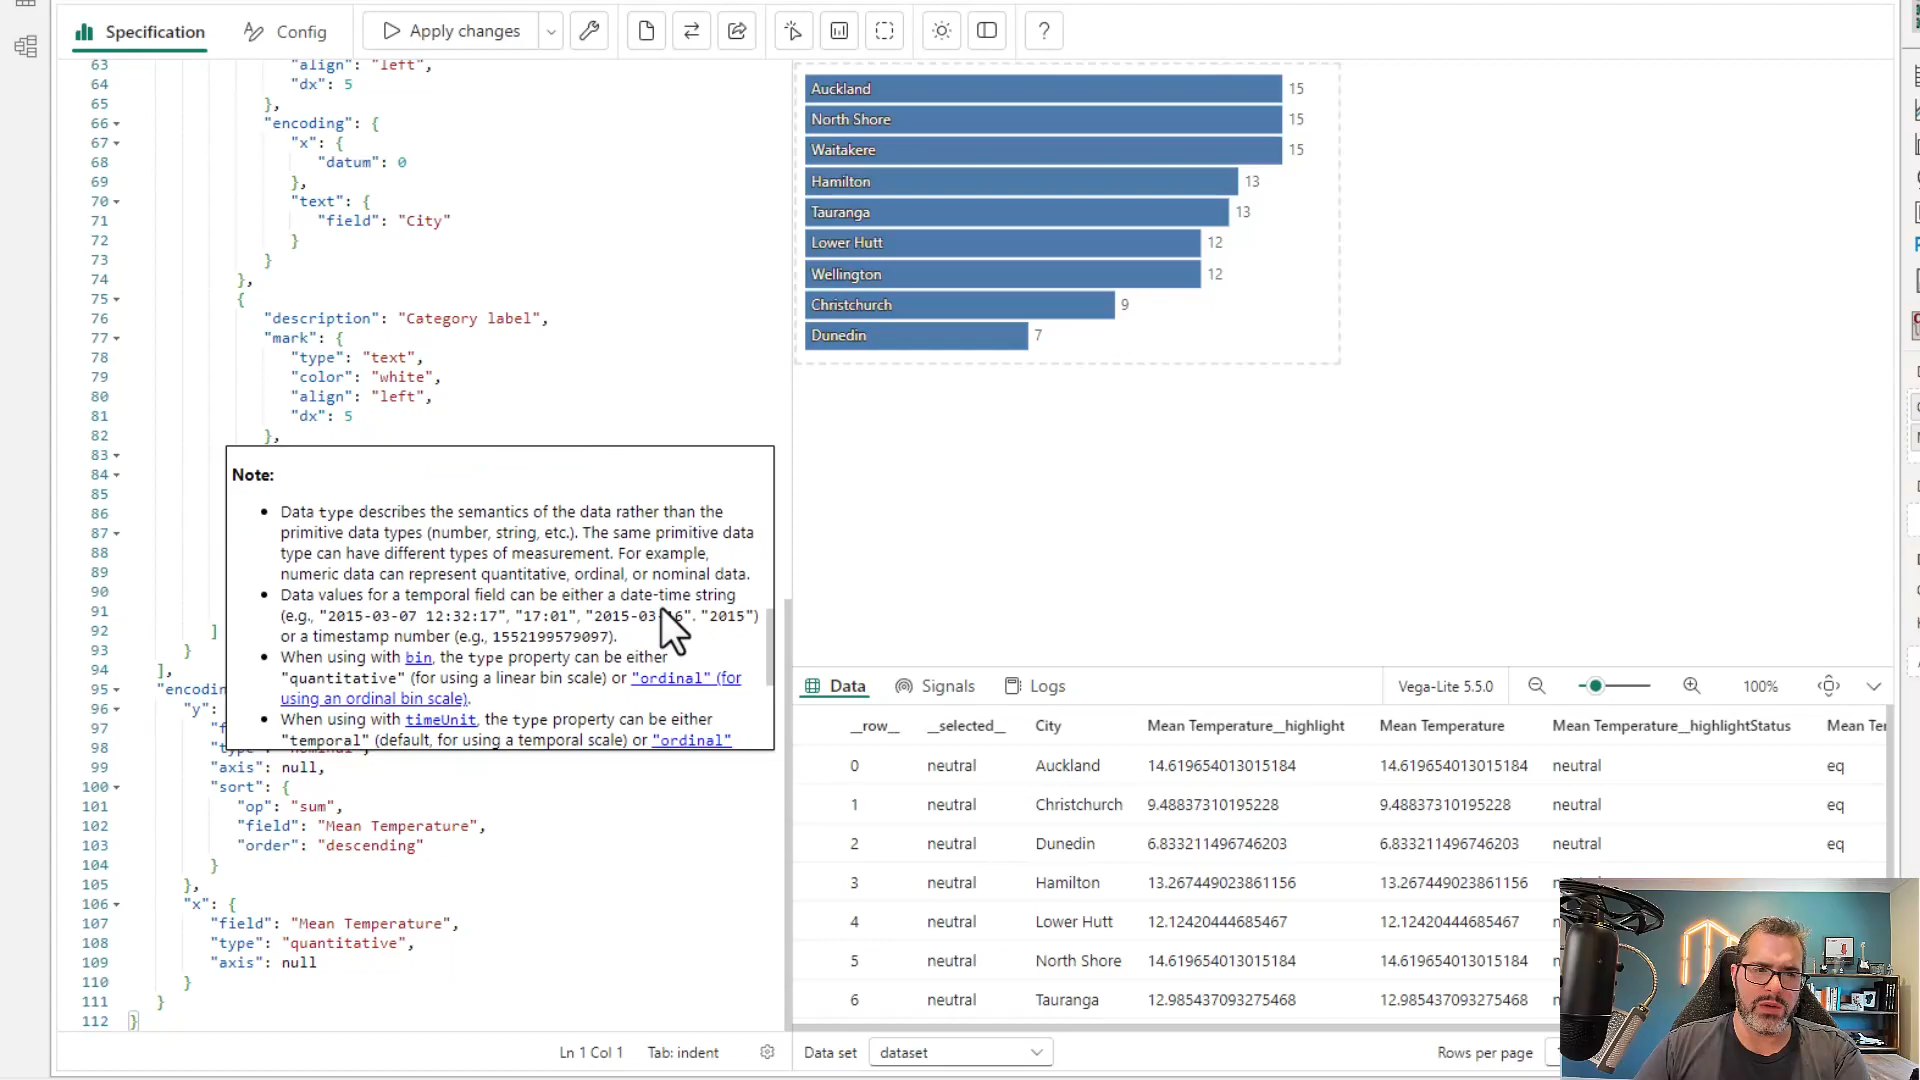 Specification
Config
Apply changes
?
63 "align": "left",
64 "dx": 5
65 },
66 "encoding": {
67 "x": {
68 "datum": 0
69 },
70 "text": {
71 "field": "City"
72 }
73 }
74 },
75 {
76 "description": "Category label",
77 "mark": {
78 "type": "text",
79 "color": "white",
80 "align": "left",
81 "dx": 5
82 },
83
84
85
86
87
88
89
90
91
92 ]
93 }
94 ],
95 "encodin
96 "y":
97
98
99 "axis": null,
100 "sort": {
101 "op": "sum",
102 "field": "Mean Temperature",
103 "order": "descending"
104 }
105 },
106 "x": {
107 "field": "Mean Temperature",
108 "type": "quantitative",
109 "axis": null
110 }
111 }
112 }
Note:
Data type describes the semantics of the data rather than the
primitive data types (number, string, etc.). The same primitive data
type can have different types of measurement. For example,
numeric data can represent quantitative, ordinal, or nominal data.
Data values for a temporal field can be either a date-time string
(e.g., "2015-03-07 12:32:17", "17:01", "2015-03-16". "2015")
or a timestamp number (e.g., 1552199579097).
When using with bin, the type property can be either
"quantitative" (for using a linear bin scale) or "ordinal" (for
using an ordinal bin scale).
When using with timeUnit, the type property can be either
"temporal" (default, for using a temporal scale) or "ordinal"
Ln 1 Col 1
Tab: indent
Auckland 15
North Shore 15
Waitakere 15
Hamilton 13
Tauranga 13
Lower Hutt 12
Wellington 12
Christchurch 9
Dunedin 7
Data
Signals
Logs
Vega-Lite 5.5.0
100%
__row__ __selected__ City Mean Temperature__highlight Mean Temperature Mean Temperature__highlightStatus Mean Te
0 neutral Auckland 14.619654013015184 14.619654013015184 neutral eq
1 neutral Christchurch 9.48837310195228 9.48837310195228 neutral eq
2 neutral Dunedin 6.833211496746203 6.833211496746203 neutral eq
3 neutral Hamilton 13.267449023861156 13.267449023861156
4 neutral Lower Hutt 12.12420444685467 12.12420444685467
5 neutral North Shore 14.619654013015184 14.619654013015184
6 neutral Tauranga 12.985437093275468 12.985437093275468
Data set
dataset
Rows per page